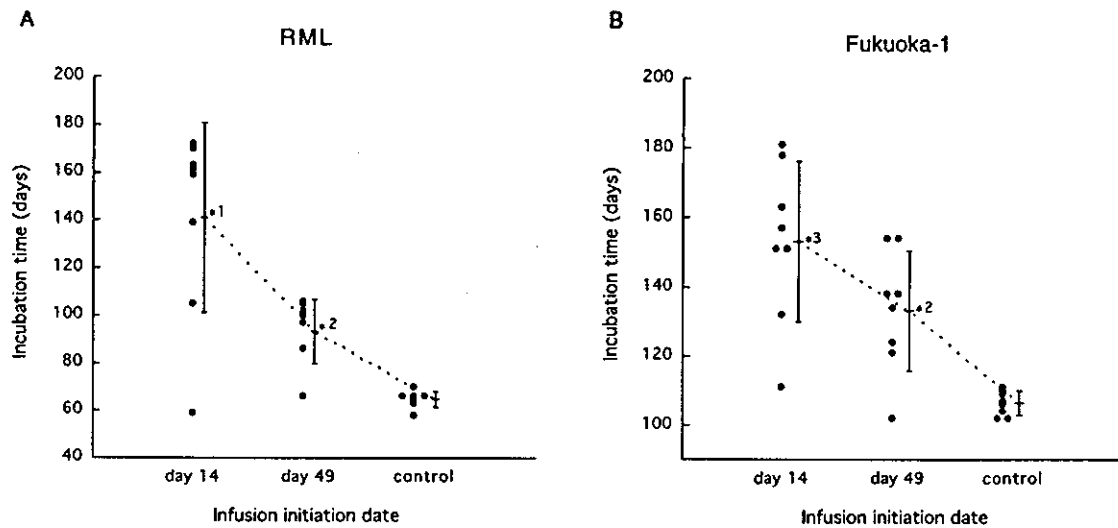 A
RML
Incubation time (days)
200
180
160
140
120
100
80
60
40
*1
*2
day 14 day 49 control
Infusion initiation date
B
Fukuoka-1
Incubation time (days)
200
180
160
140
120
100
*3
*2
day 14 day 49 control
Infusion initiation date